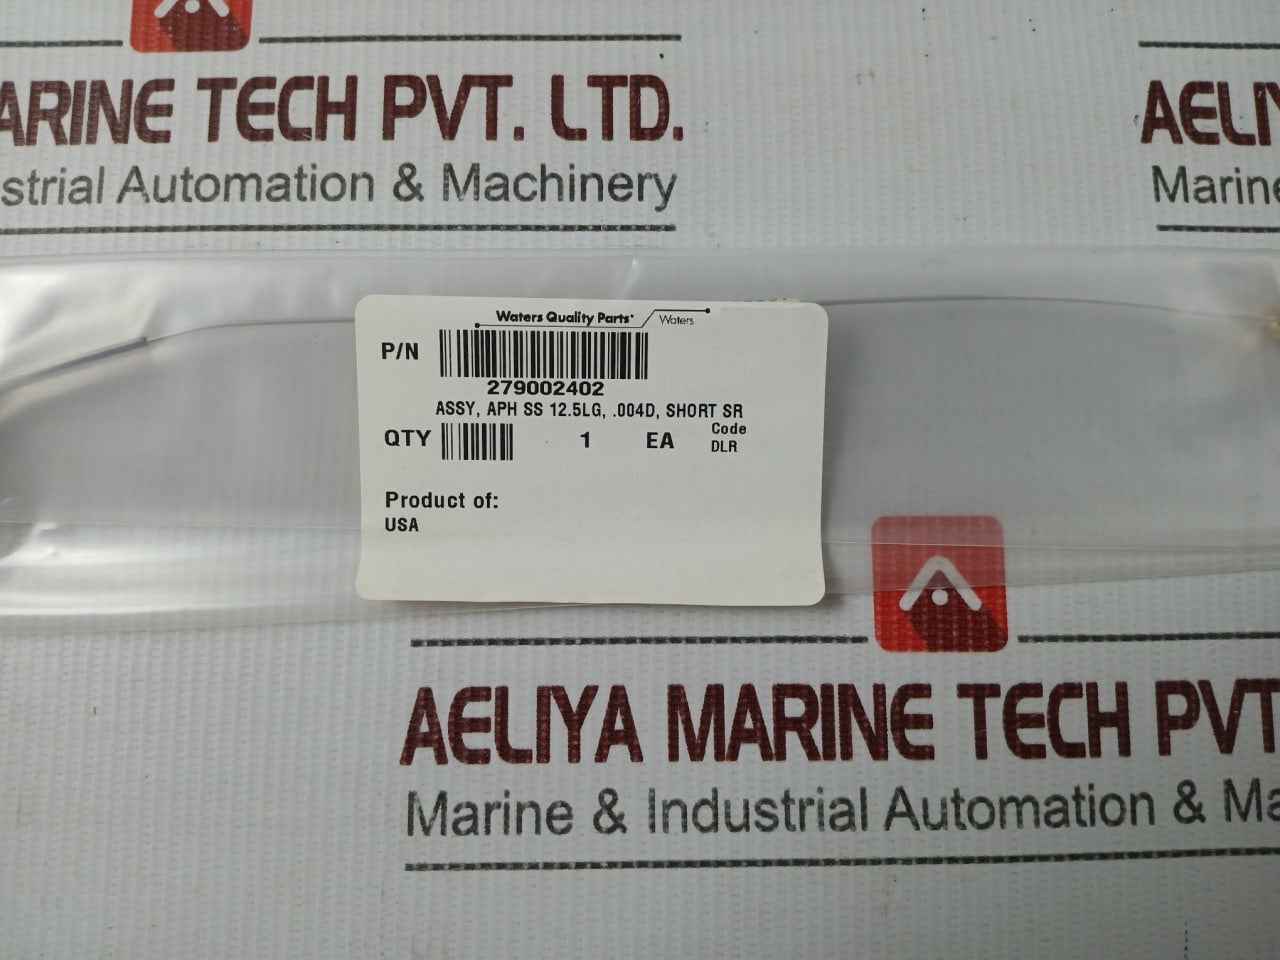 ARINE TECH PVT. LTD.
strial Automation & Machinery
AELIY
Marine
Waters Quality Parts
Waters
P/N
279002402
ASSY, APH SS 12.5LG, .004D, SHORT SR
QTY 1 EA Code
DLR
Product of:
USA
AELIYA MARINE TECH PVT
Marine & Industrial Automation & Ma